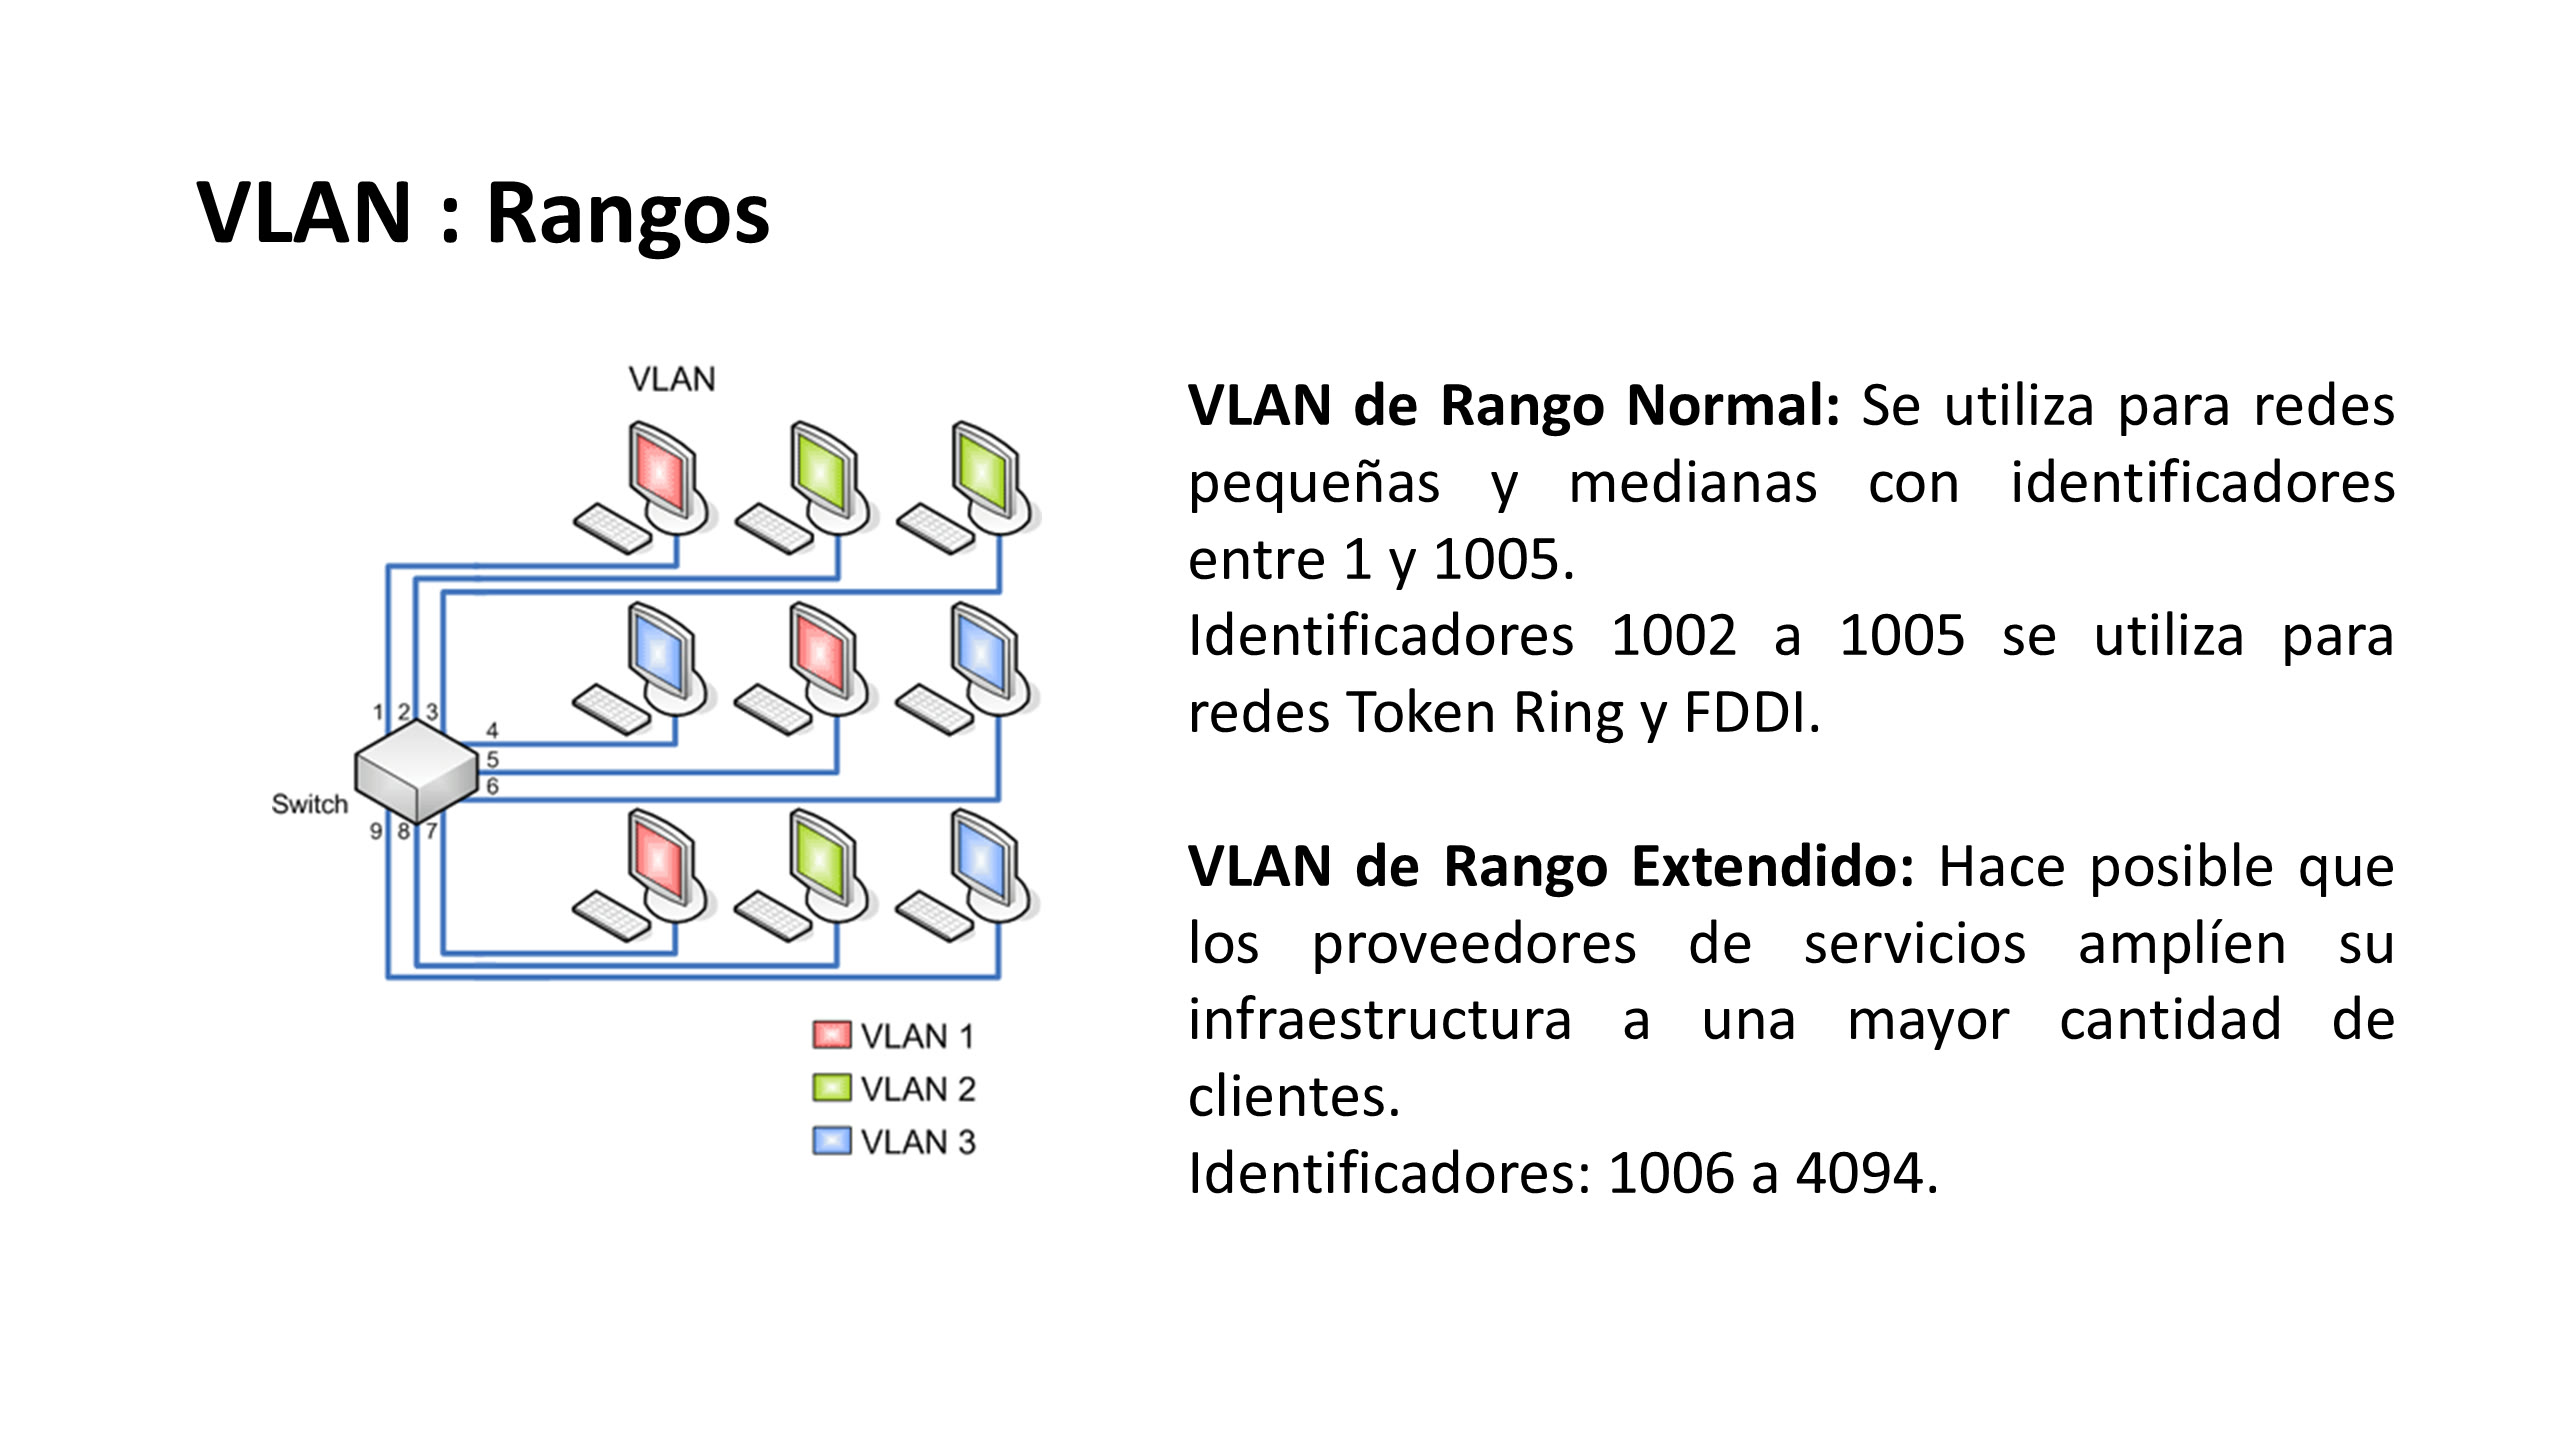 VLAN : Rangos
VLAN
1 2 3
4
5
6
Switch
9 8 7
VLAN 1
VLAN 2
VLAN 3
VLAN de Rango Normal: Se utiliza para redes
pequeñas y medianas con identificadores
entre 1 y 1005.
Identificadores 1002 a 1005 se utiliza para
redes Token Ring y FDDI.
VLAN de Rango Extendido: Hace posible que
los proveedores de servicios amplíen su
infraestructura a una mayor cantidad de
clientes.
Identificadores: 1006 a 4094.